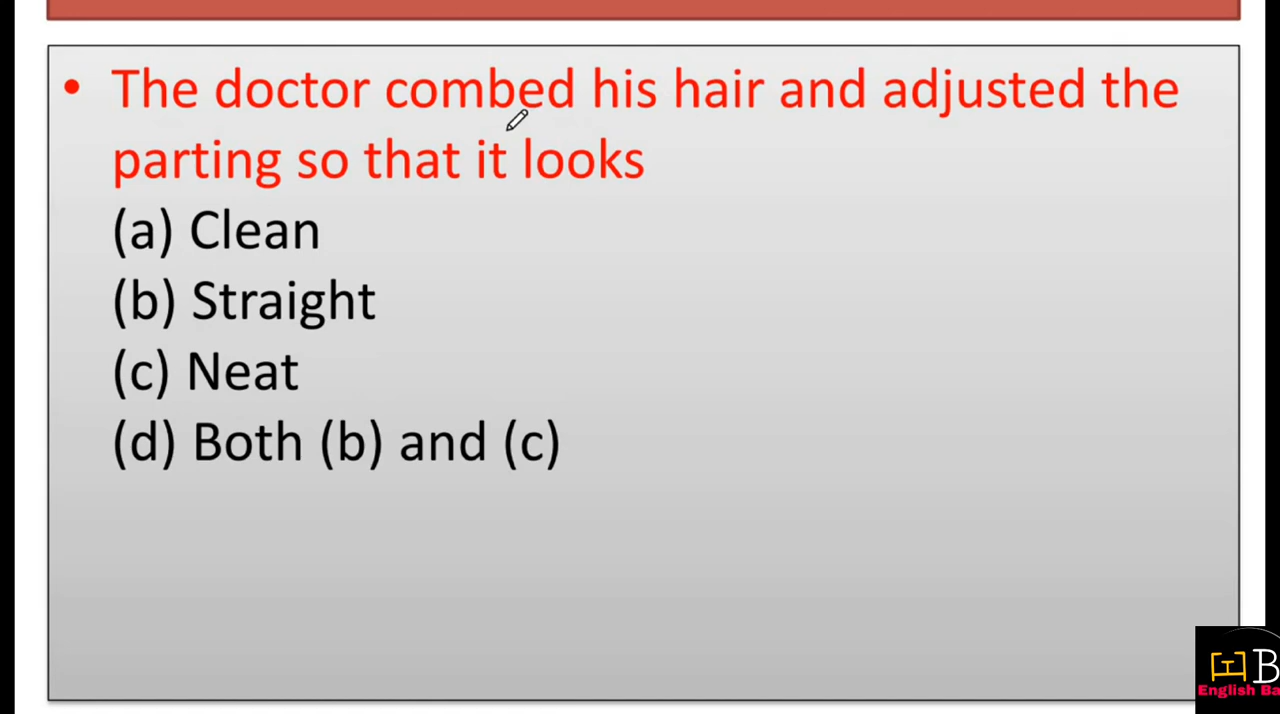 • The doctor combed his hair and adjusted the
parting so that it looks
(a) Clean
(b) Straight
(c) Neat
(d) Both (b) and (c)
B
English Ba